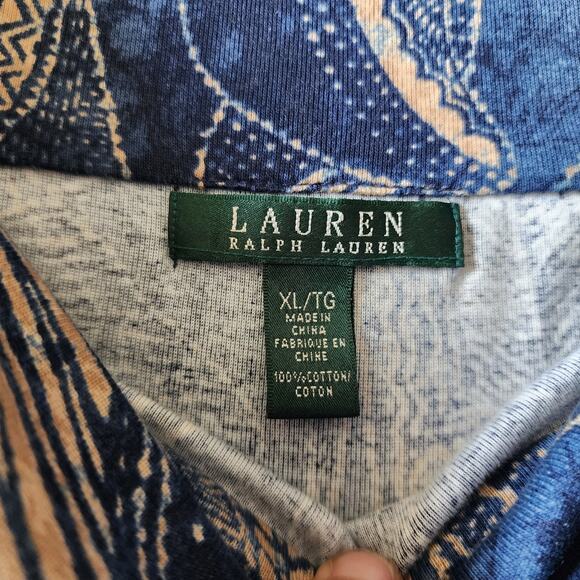 LAUREN
RALPH LAUREN
XL/TG
MADE IN
CHINA
FABRIQUE EN
CHINE
100%COTTON/
COTON